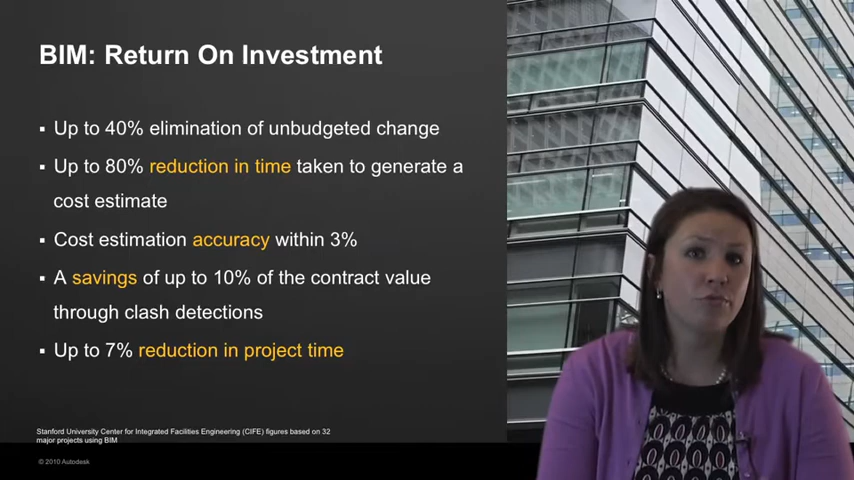 BIM: Return On Investment
▪ Up to 40% elimination of unbudgeted change
▪ Up to 80% reduction in time taken to generate a
cost estimate
▪ Cost estimation accuracy within 3%
▪ A savings of up to 10% of the contract value
through clash detections
▪ Up to 7% reduction in project time
Stanford University Center for Integrated Facilities Engineering (CIFE) figures based on 32
major projects using BIM
© 2010 Autodesk